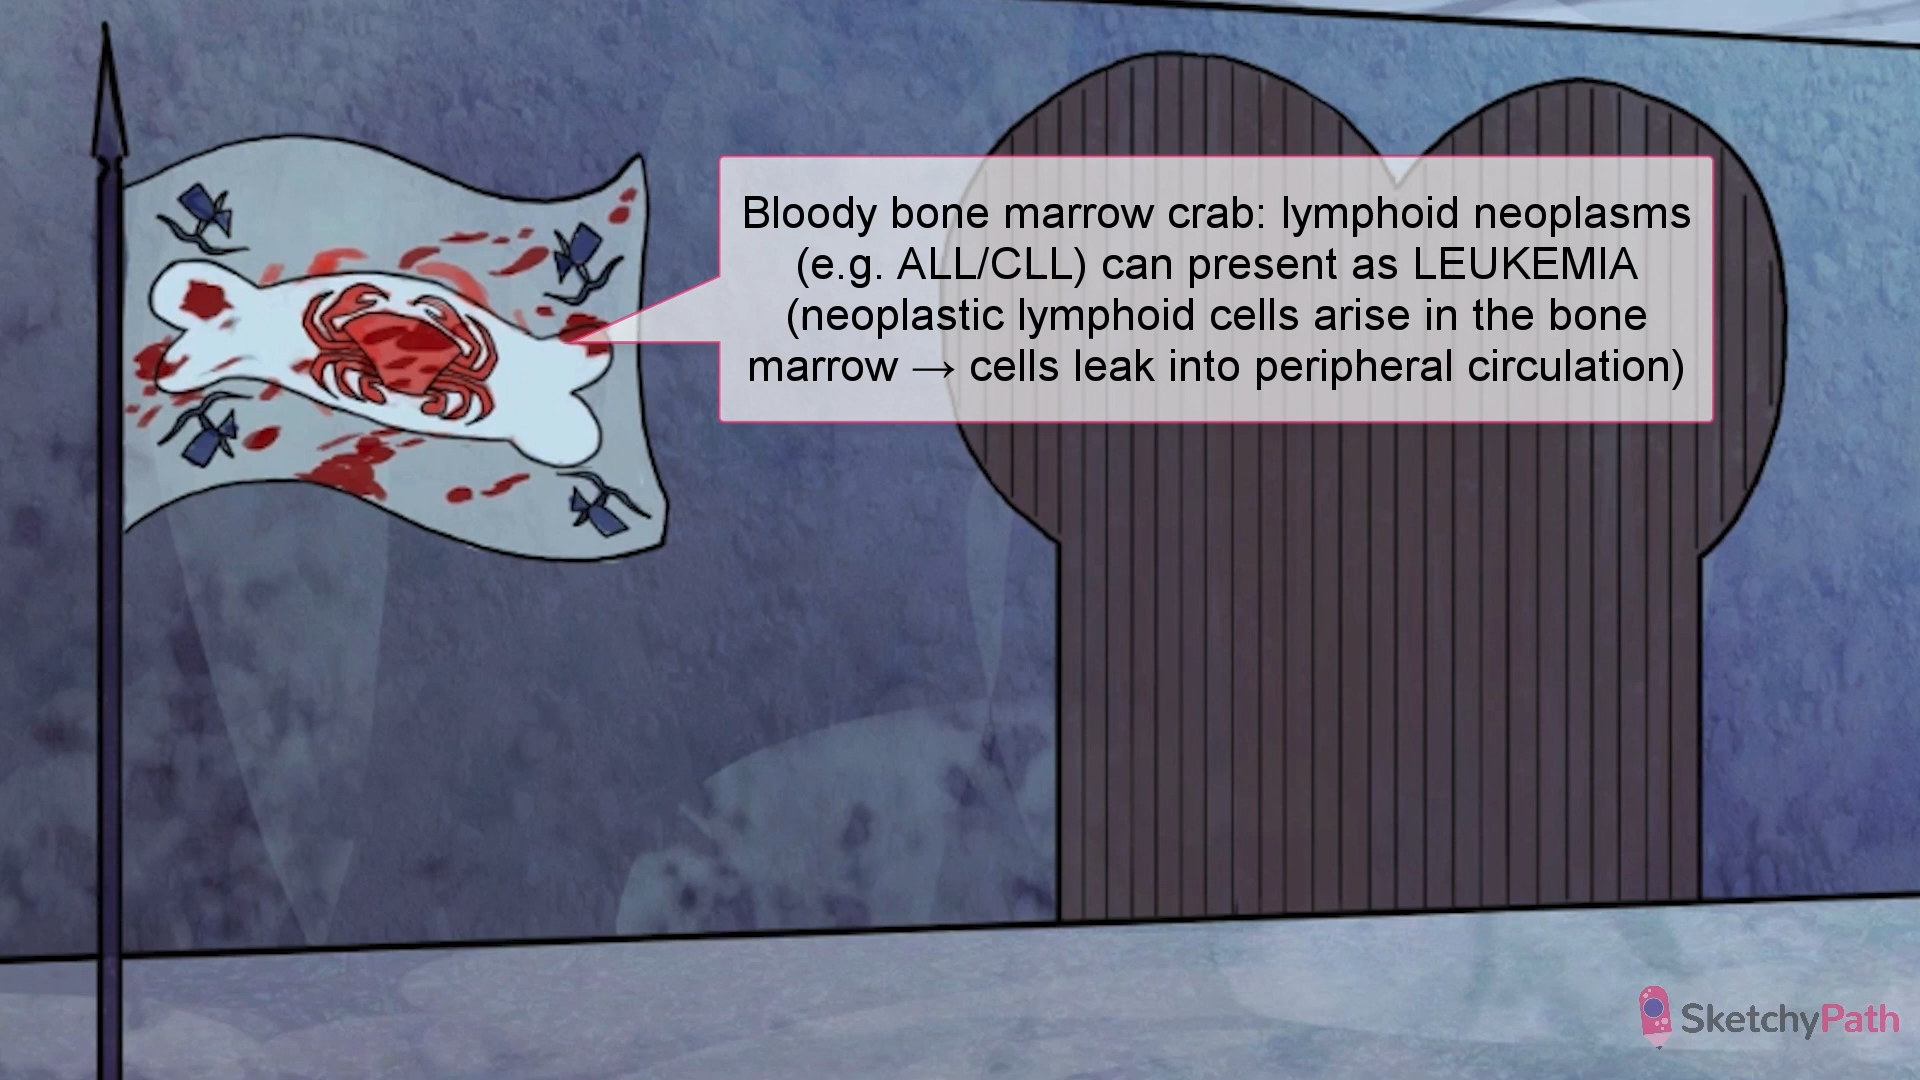 Bloody bone marrow crab: lymphoid neoplasms
(e.g. ALL/CLL) can present as LEUKEMIA
(neoplastic lymphoid cells arise in the bone
marrow → cells leak into peripheral circulation)
SketchyPath